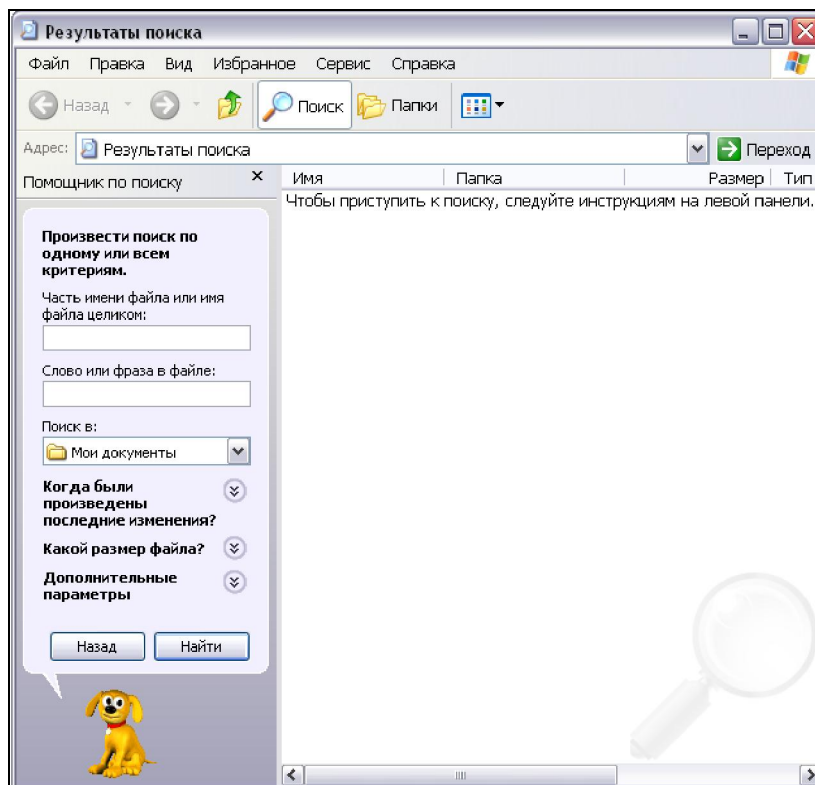 Результаты поиска
Файл Правка Вид Избранное Сервис Справка
Назад Поиск Папки
Адрес: Результаты поиска Переход
Помощник по поиску
Имя Папка Размер Тип
Чтобы приступить к поиску, следуйте инструкциям на левой панели.
Произвести поиск по
одному или всем
критериям.
Часть имени файла или имя
файла целиком:
Слово или фраза в файле:
Поиск в:
Мои документы
Когда были
произведены
последние изменения?
Какой размер файла?
Дополнительные
параметры
Назад Найти